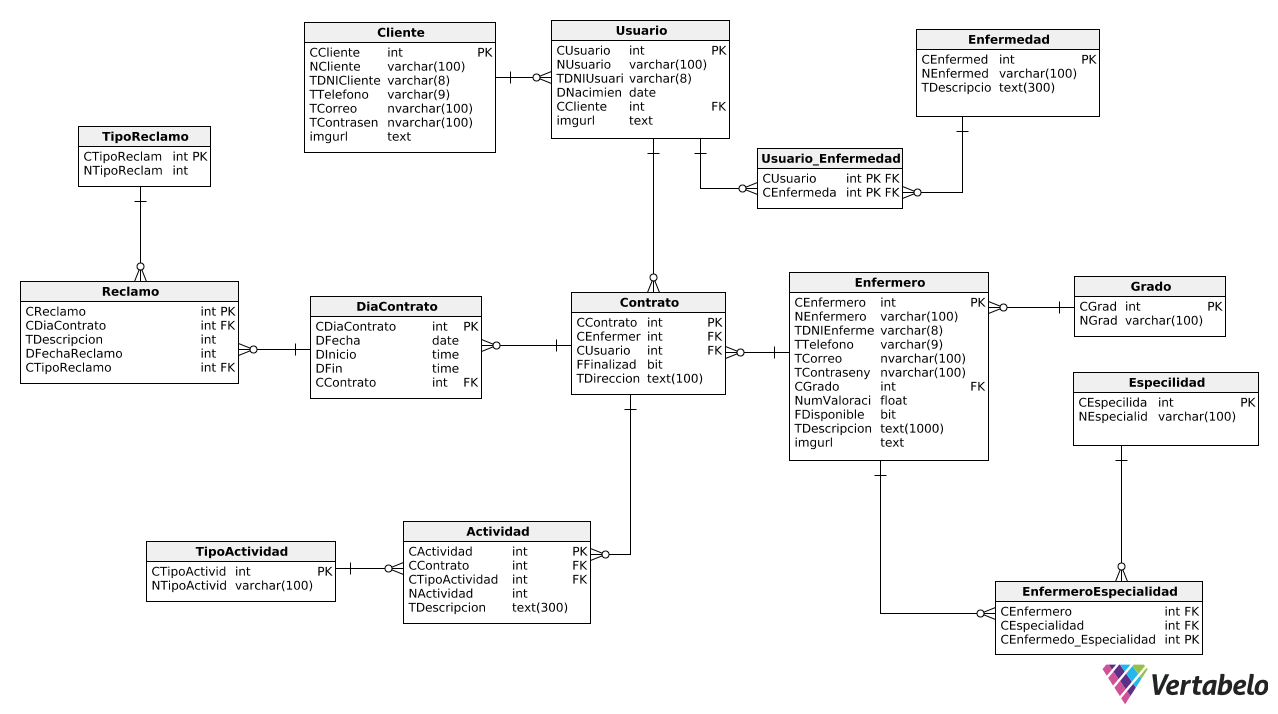 Cliente
CCliente int PK
NCliente varchar(100)
TDNICliente varchar(8)
TTelefono varchar(9)
TCorreo nvarchar(100)
TContrasen nvarchar(100)
imgurl text
Usuario
CUsuario int PK
NUsuario varchar(100)
TDNIUsuari varchar(8)
DNacimien date
CCliente int FK
imgurl text
Enfermedad
CEnfermed int PK
NEnfermed varchar(100)
TDescripcio text(300)
TipoReclamo
CTipoReclam int PK
NTipoReclam int
Usuario_Enfermedad
CUsuario int PK FK
CEnfermeda int PK FK
Reclamo
CReclamo int PK
CDiaContrato int FK
TDescripcion int
DFechaReclamo int
CTipoReclamo int FK
DiaContrato
CDiaContrato int PK
DFecha date
DInicio time
DFin time
CContrato int FK
Contrato
CContrato int PK
CEnfermer int FK
CUsuario int FK
FFinalizad bit
TDireccion text(100)
Enfermero
CEnfermero int PK
NEnfermero varchar(100)
TDNIEnferme varchar(8)
TTelefono varchar(9)
TCorreo nvarchar(100)
TContraseny nvarchar(100)
CGrado int FK
NumValoraci float
FDisponible bit
TDescripcion text(1000)
imgurl text
Grado
CGrad int PK
NGrad varchar(100)
Especilidad
CEspecilida int PK
NEspecialid varchar(100)
TipoActividad
CTipoActivid int PK
NTipoActivid varchar(100)
Actividad
CActividad int PK
CContrato int FK
CTipoActividad int FK
NActividad int
TDescripcion text(300)
EnfermeroEspecialidad
CEnfermero int FK
CEspecialidad int FK
CEnfermedo_Especialidad int PK
Vertabelo